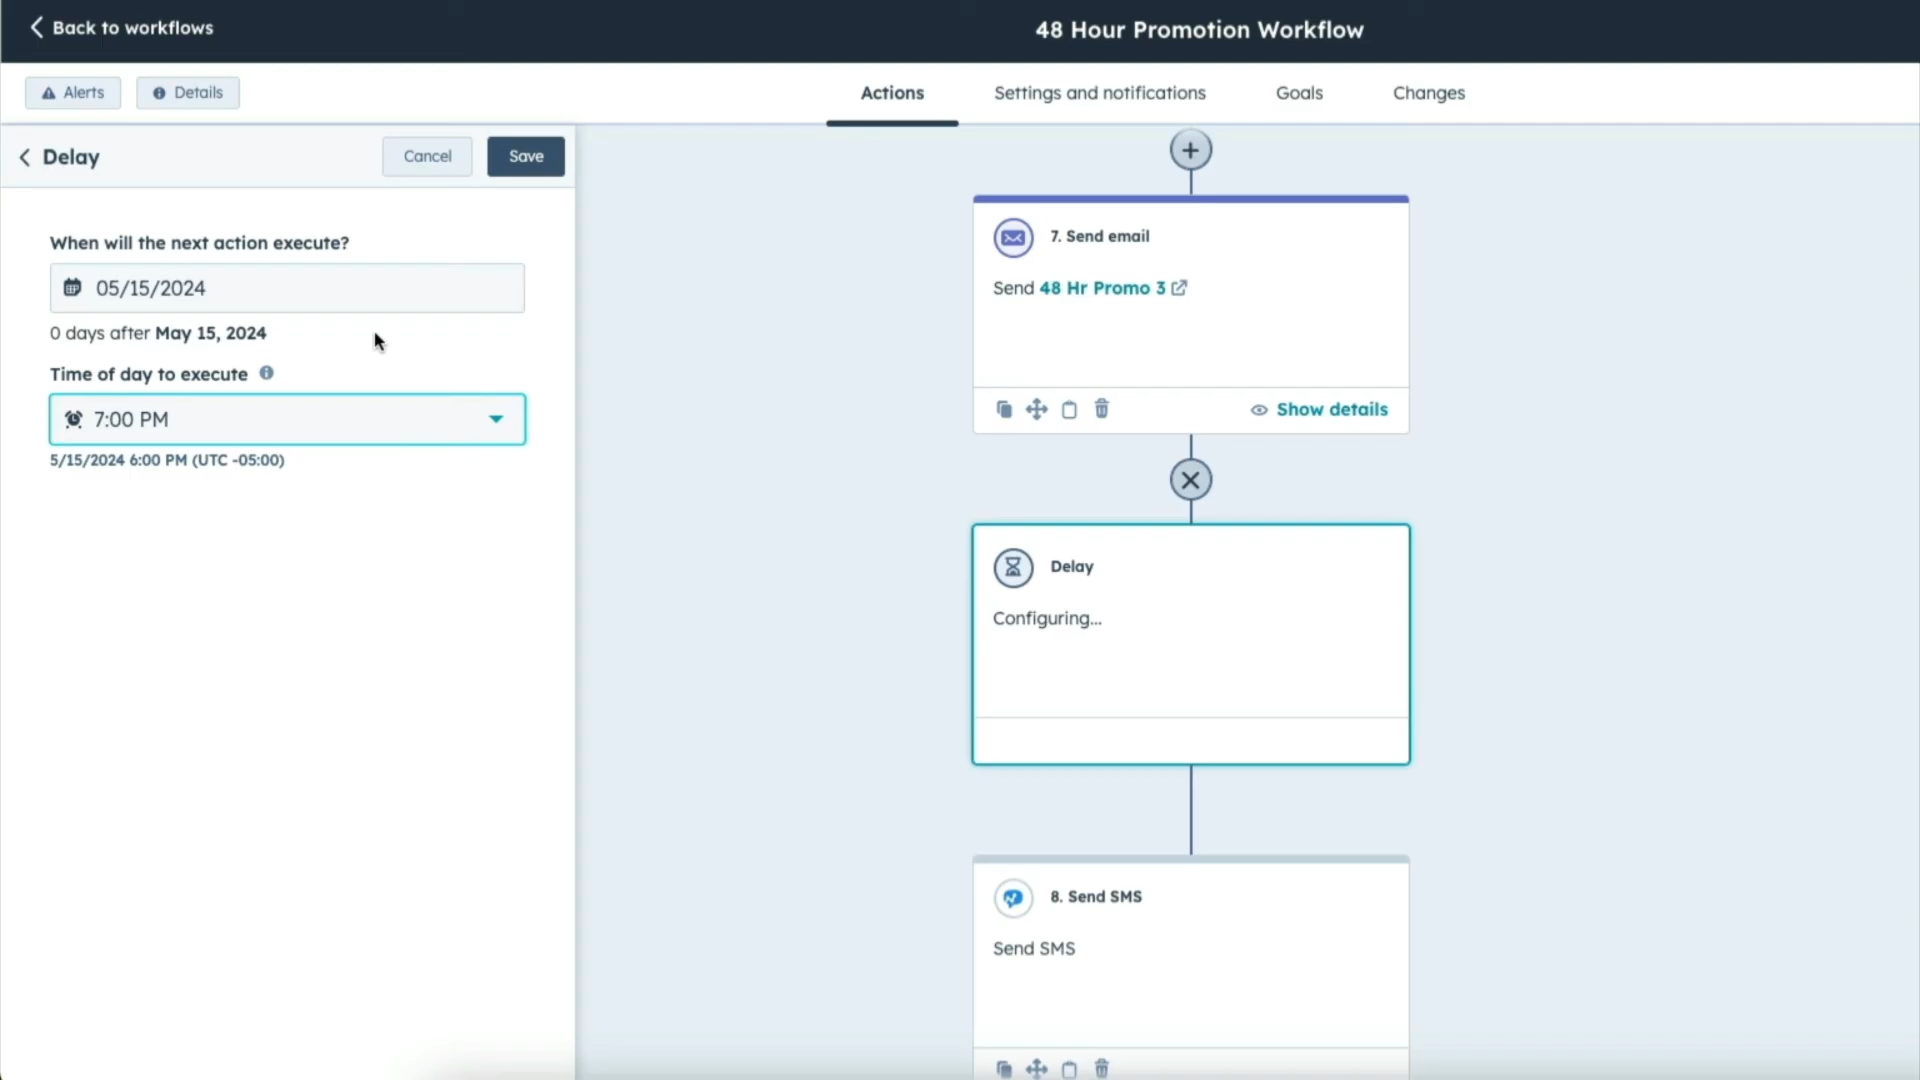 Back to workflows
48 Hour Promotion Workflow
Alerts
Details
Actions
Settings and notifications
Goals
Changes
Delay
Cancel
Save
When will the next action execute?
05/15/2024
0 days after May 15, 2024
Time of day to execute
7:00 PM
5/15/2024 6:00 PM (UTC -05:00)
7. Send email
Send 48 Hr Promo 3
Show details
Delay
Configuring...
8. Send SMS
Send SMS